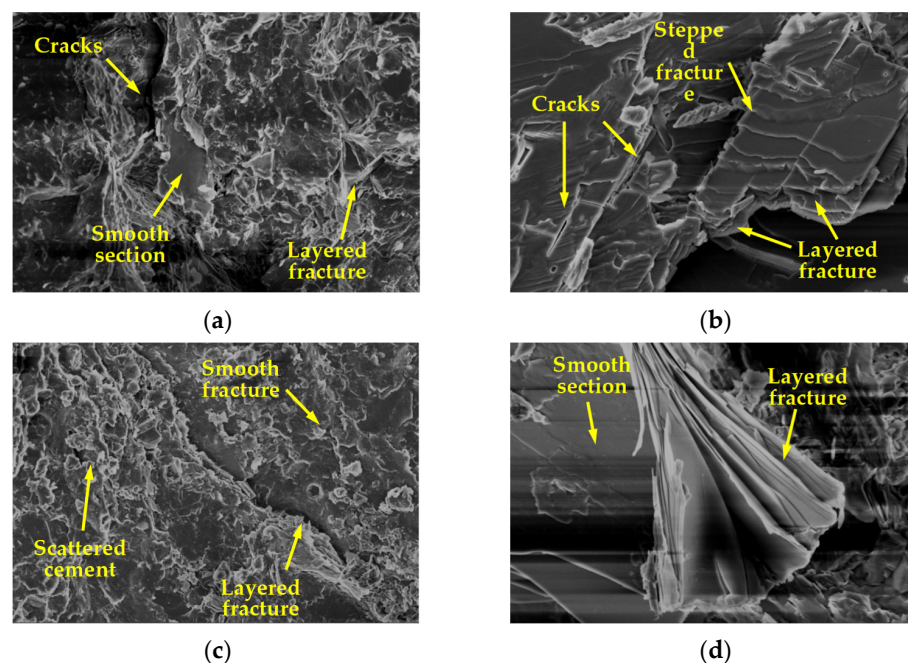 Cracks
Smooth
section
Layered
fracture
(a)
Steppe
d
fractur
e
Cracks
Layered
fracture
(b)
Smooth
fracture
Scattered
cement
Layered
fracture
(c)
Smooth
section
Layered
fracture
(d)